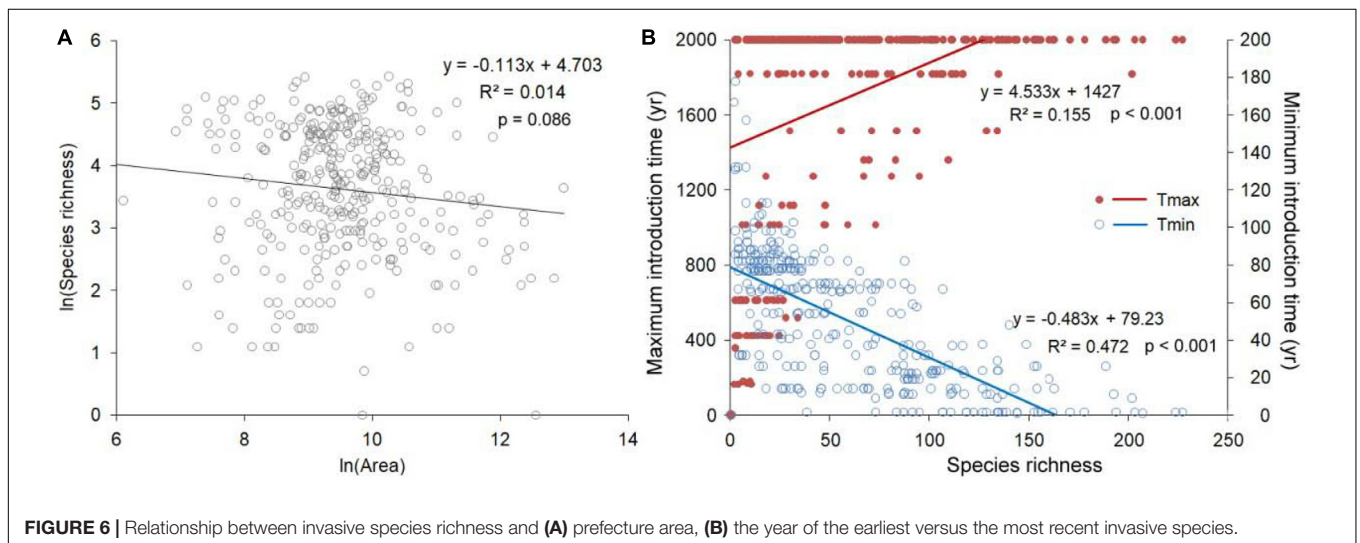 A
y = -0.113x + 4.703
R² = 0.014
p = 0.086
ln(Species richness)
6
5
4
3
2
1
0
6 8 10 12 14
ln(Area)
B
Maximum introduction time (yr)
2000
1600
1200
800
400
0
y = 4.533x + 1427
R² = 0.155 p < 0.001
Tmax
Tmin
y = -0.483x + 79.23
R² = 0.472 p < 0.001
200
180
160
140
120
100
80
60
40
20
0
Minimum introduction time (yr)
0 50 100 150 200 250
Species richness
FIGURE 6 | Relationship between invasive species richness and (A) prefecture area, (B) the year of the earliest versus the most recent invasive species.